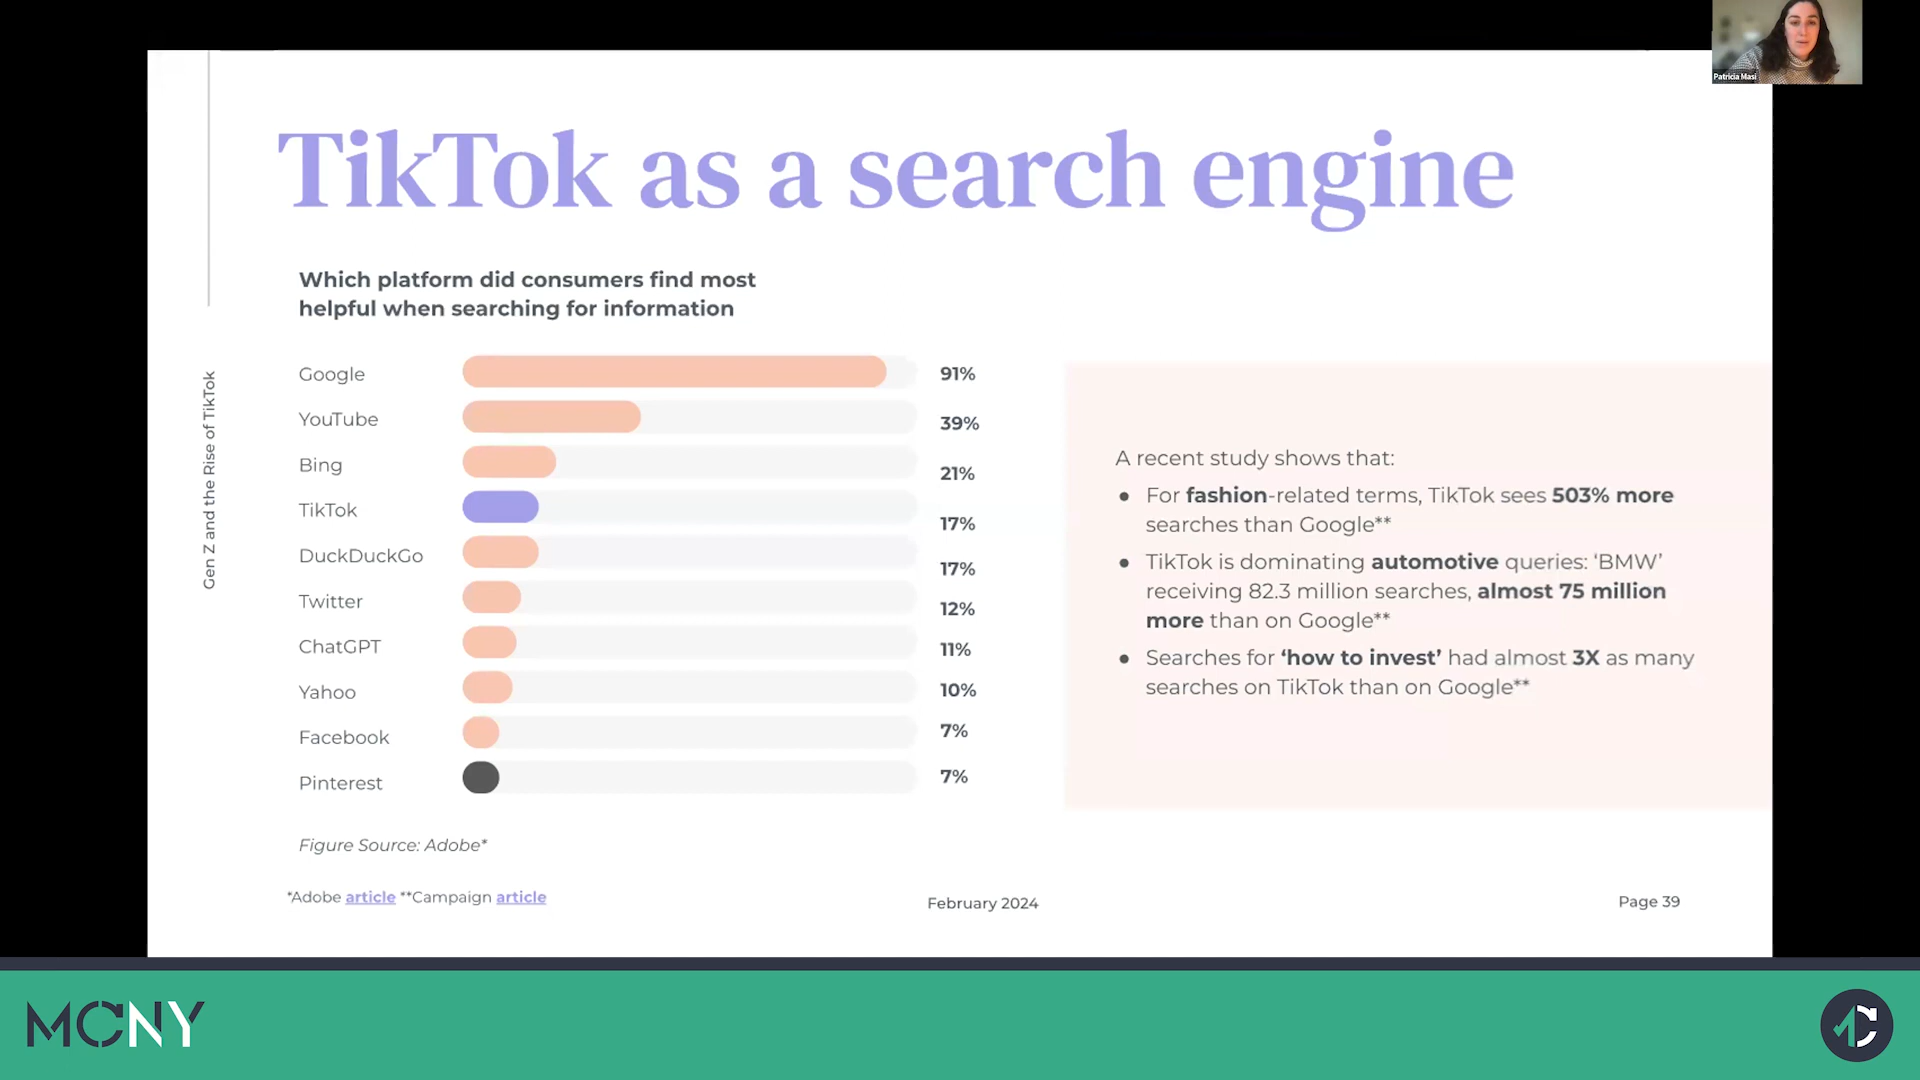 Patricia Masi
TikTok as a search engine
Which platform did consumers find most
helpful when searching for information
Gen Z and the Rise of TikTok
Google 91%
YouTube 39%
Bing 21%
TikTok 17%
DuckDuckGo 17%
Twitter 12%
ChatGPT 11%
Yahoo 10%
Facebook 7%
Pinterest 7%
Figure Source: Adobe*
A recent study shows that:
● For fashion-related terms, TikTok sees 503% more
searches than Google**
● TikTok is dominating automotive queries: ‘BMW’
receiving 82.3 million searches, almost 75 million
more than on Google**
● Searches for ‘how to invest’ had almost 3X as many
searches on TikTok than on Google**
*Adobe article **Campaign article
February 2024
Page 39
MCNY